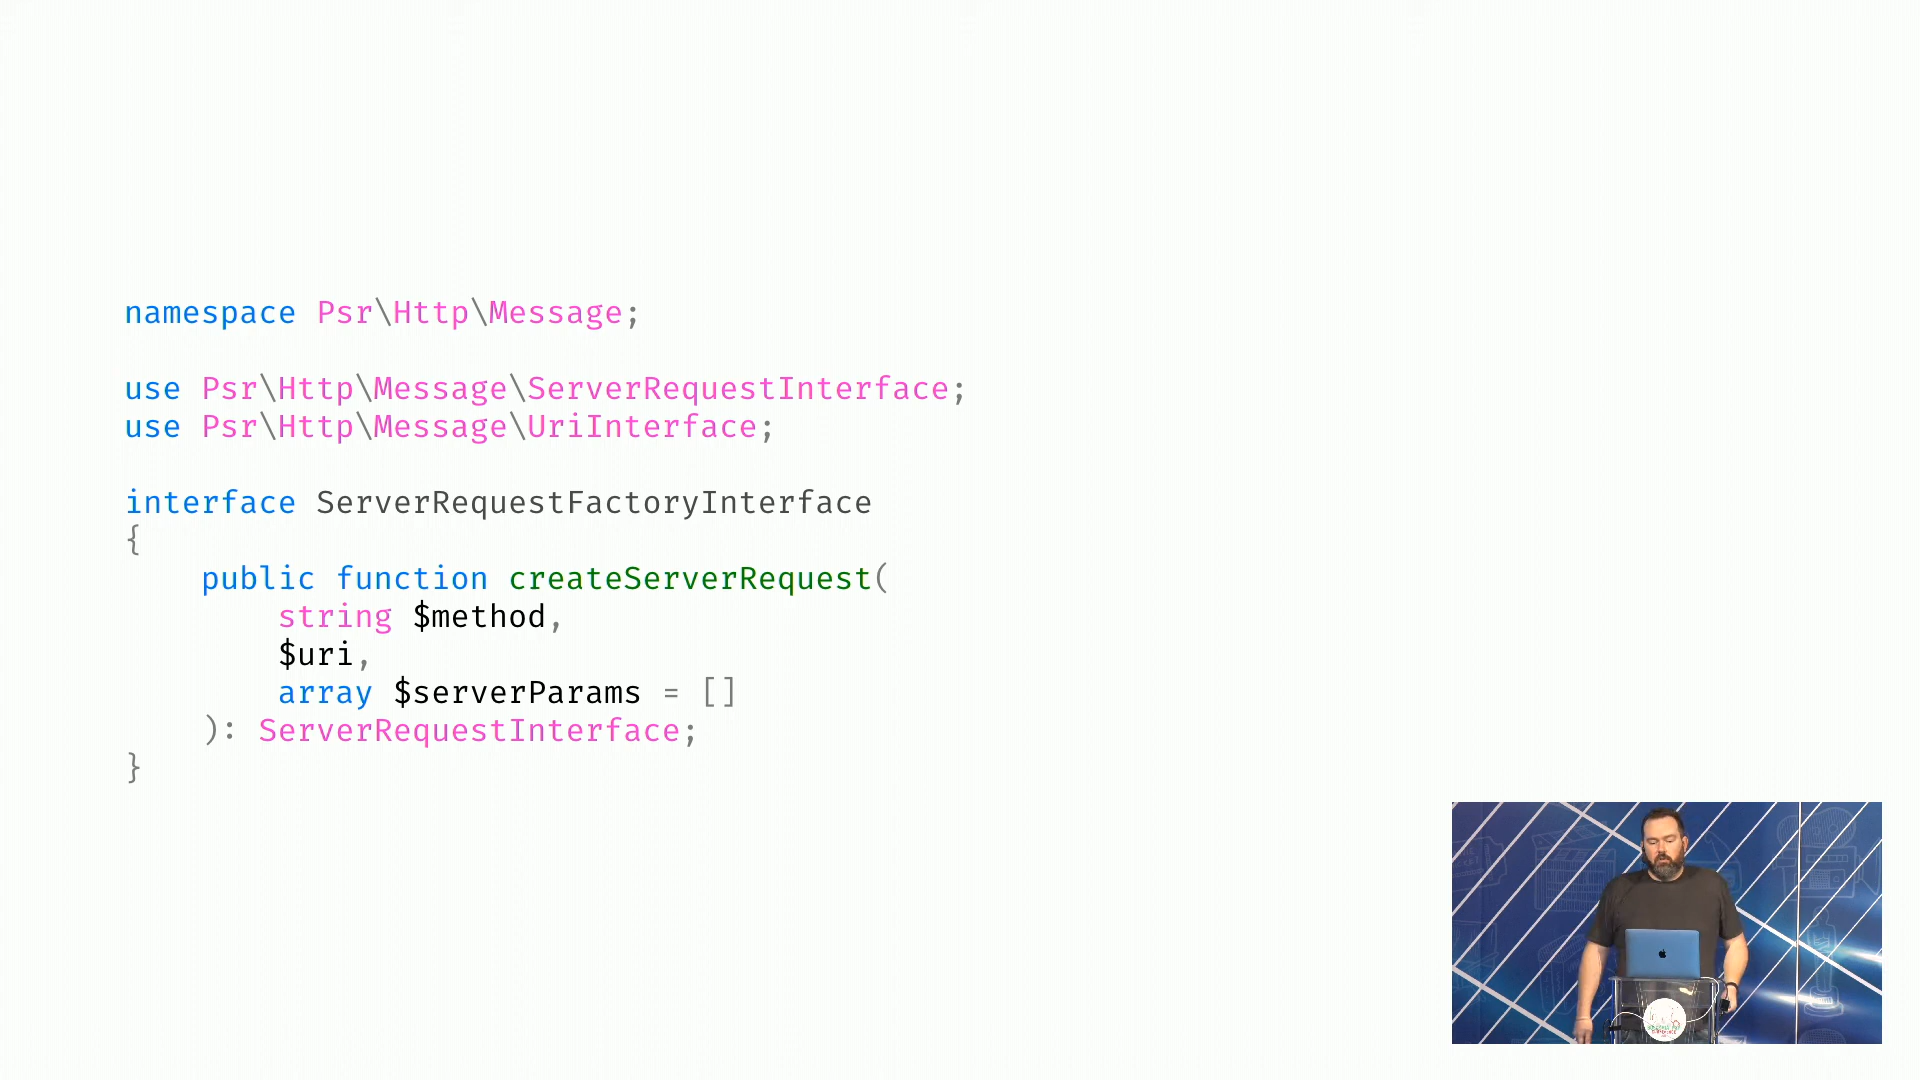 namespace Psr\Http\Message;
use Psr\Http\Message\ServerRequestInterface;
use Psr\Http\Message\UriInterface;
interface ServerRequestFactoryInterface
{
    public function createServerRequest(
        string $method,
        $uri,
        array $serverParams = []
    ): ServerRequestInterface;
}